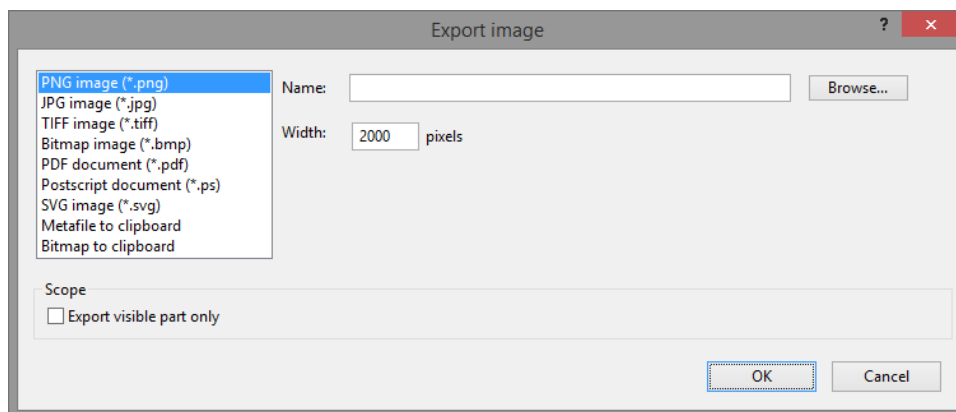 Export image
?
PNG image (*.png)
JPG image (*.jpg)
TIFF image (*.tiff)
Bitmap image (*.bmp)
PDF document (*.pdf)
Postscript document (*.ps)
SVG image (*.svg)
Metafile to clipboard
Bitmap to clipboard
Name:
Browse...
Width:
2000
pixels
Scope
Export visible part only
OK
Cancel